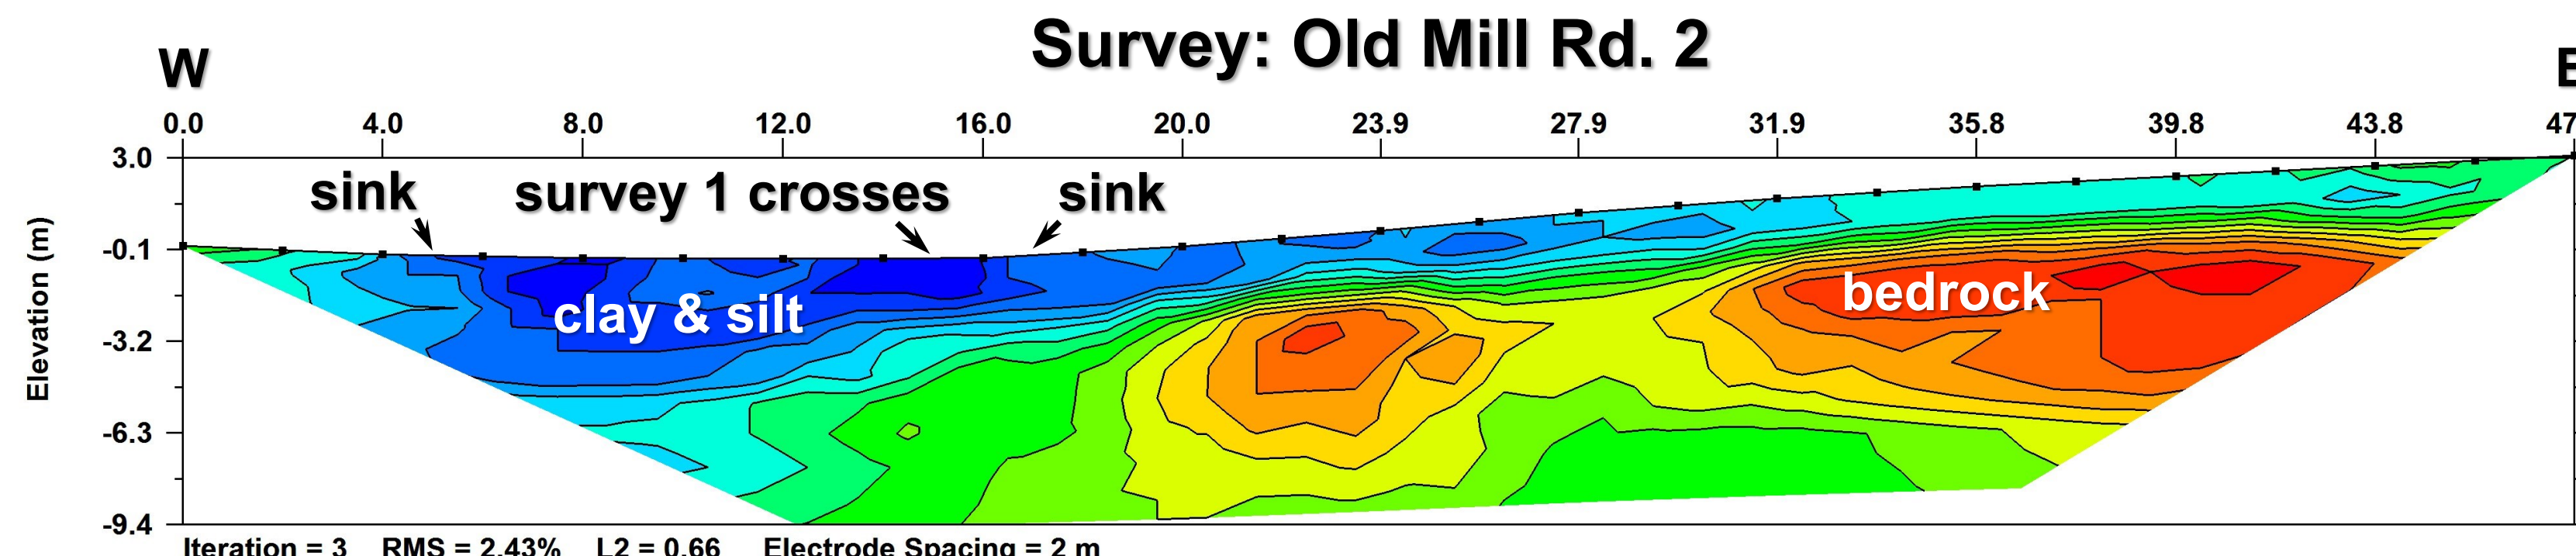 Survey: Old Mill Rd. 2
W E
0.0 4.0 8.0 12.0 16.0 20.0 23.9 27.9 31.9 35.8 39.8 43.8 47
3.0
sink survey 1 crosses sink
-0.1
bedrock
clay & silt
-3.2
-6.3
-9.4
Elevation (m)
Iteration = 3 RMS = 2.43% L2 = 0.66 Electrode Spacing = 2 m